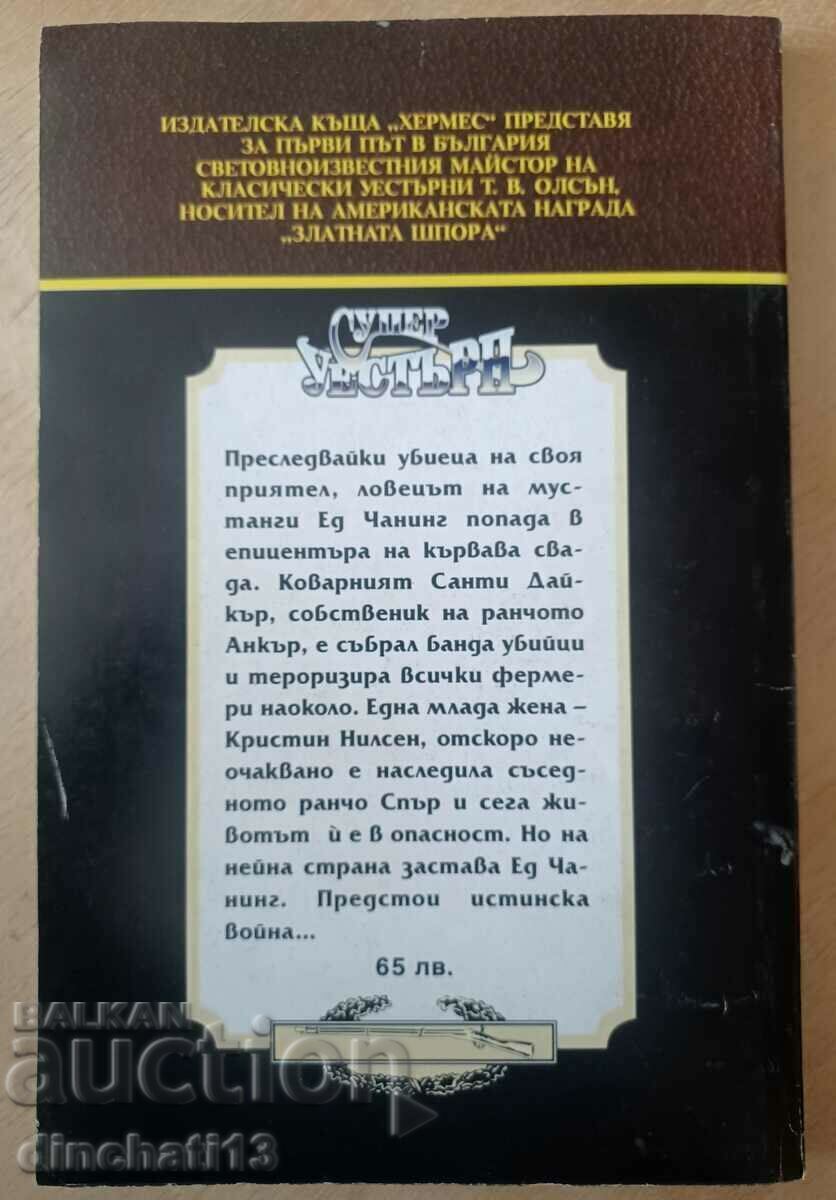 ИЗДАТЕЛСКА КЪЩА „ХЕРМЕС“ ПРЕДСТАВЯ
ЗА ПЪРВИ ПЪТ В БЪЛГАРИЯ
СВЕТОВНОИЗВЕСТНИЯ МАЙСТОР НА
КЛАСИЧЕСКИ УЕСТЪРНИ Т. В. ОЛСЪН,
НОСИТЕЛ НА АМЕРИКАНСКАТА НАГРАДА
„ЗЛАТНАТА ШПОРА“
СУПЕР
УЕСТЪРН
Преследвайки убиеца на своя
приятел, ловецът на мус-
танги Ед Чанинг попада в
епицентъра на кървава сва-
да. Коварният Санти Дай-
кър, собственик на ранчото
Анкър, е събрал банда убийци
и тероризира всички ферме-
ри наоколо. Една млада жена –
Кристин Нилсен, отскоро не-
очаквано е наследила съсед-
ното ранчо Спър и сега жи-
вотът ѝ е в опасност. Но на
нейна страна застава Ед Ча-
нинг. Предстои истинска
война...
65 лв.
BALKAN
auction
dinchati13